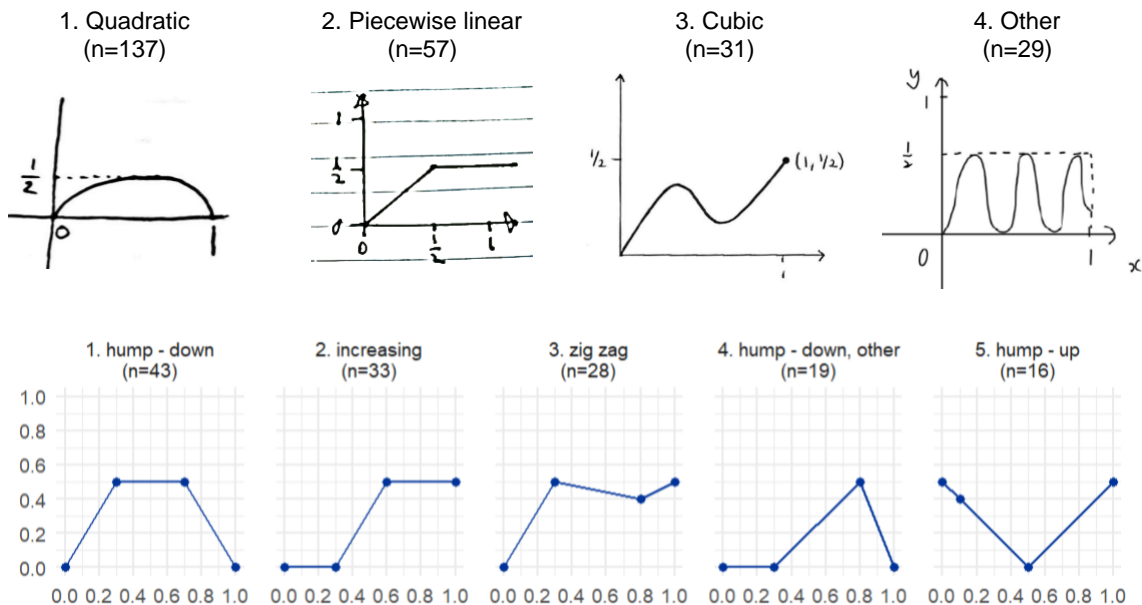 1. Quadratic
(n=137)
2. Piecewise linear
(n=57)
3. Cubic
(n=31)
4. Other
(n=29)
1/2
0
1
1
1/2
0
0
1/2
1
1/2
(1, 1/2)
1
y
1
1/2
0
1
x
1. hump - down
(n=43)
2. increasing
(n=33)
3. zig zag
(n=28)
4. hump - down, other
(n=19)
5. hump - up
(n=16)
1.0
0.8
0.6
0.4
0.2
0.0
0.0 0.2 0.4 0.6 0.8 1.0
0.0 0.2 0.4 0.6 0.8 1.0
0.0 0.2 0.4 0.6 0.8 1.0
0.0 0.2 0.4 0.6 0.8 1.0
0.0 0.2 0.4 0.6 0.8 1.0